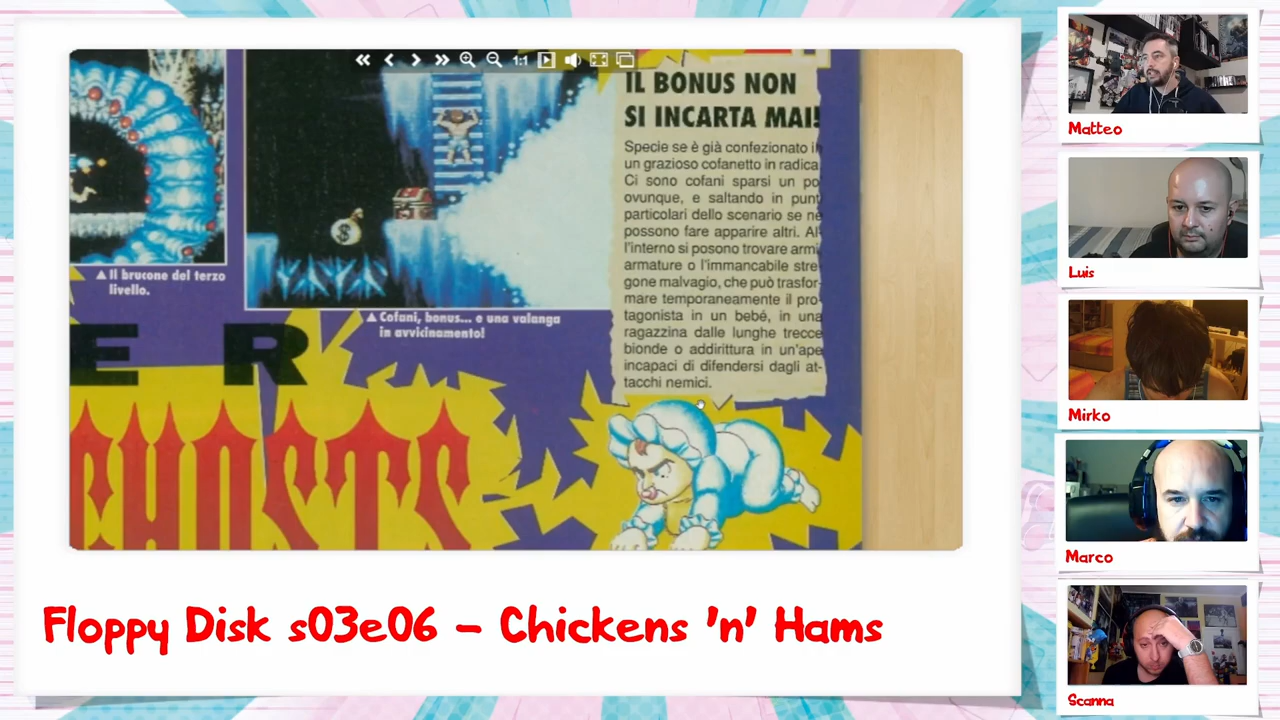 1:1
IL BONUS NON
SI INCARTA MAI!
Specie se è già confezionato in
un grazioso cofanetto in radica.
Ci sono cofani sparsi un po
ovunque, e saltando in punti
particolari dello scenario se ne
possono fare apparire altri. Al-
l'interno si posono trovare armi,
armature o l'immancabile stre-
gone malvagio, che può trasfor-
mare temporaneamente il pro-
tagonista in un bebé, in una
ragazzina dalle lunghe trecce
bionde o addirittura in un'ape
incapaci di difendersi dagli at-
tacchi nemici.
$
▲ Il brucone del terzo
livello.
▲ Cofani, bonus... e una valanga
in avvicinamento!
ER
GHOSTS
Floppy Disk s03e06 – Chickens 'n' Hams
Matteo
Luis
Mirko
Marco
Scanna